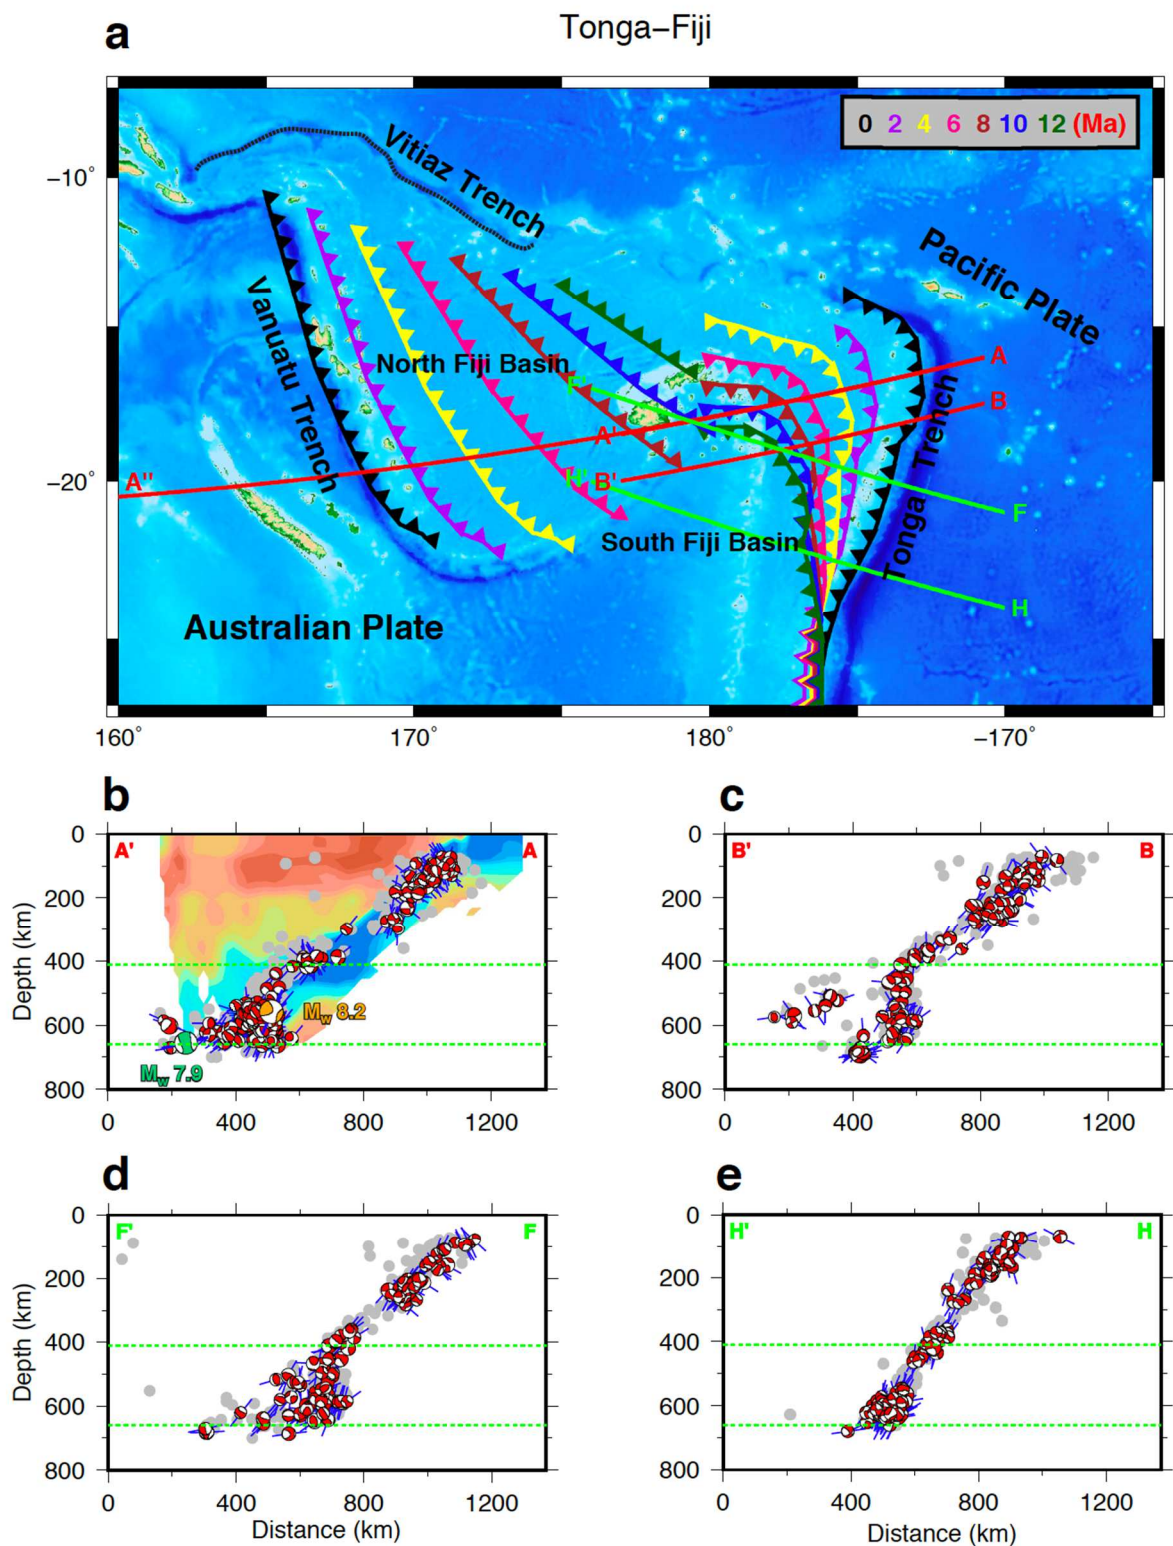 a
Tonga–Fiji
0 2 4 6 8 10 12 (Ma)
−10°
−20°
Vitiaz Trench
Pacific Plate
Vanuatu Trench
North Fiji Basin
F'
A
B
A'
A''
H'
B'
Tonga Trench
F
South Fiji Basin
H
Australian Plate
160° 170° 180° −170°
b
A' A
Mw 8.2
Mw 7.9
Depth (km)
0
200
400
600
800
0 400 800 1200
c
B' B
0
200
400
600
800
0 400 800 1200
d
F' F
Depth (km)
0
200
400
600
800
0 400 800 1200
Distance (km)
e
H' H
0
200
400
600
800
0 400 800 1200
Distance (km)